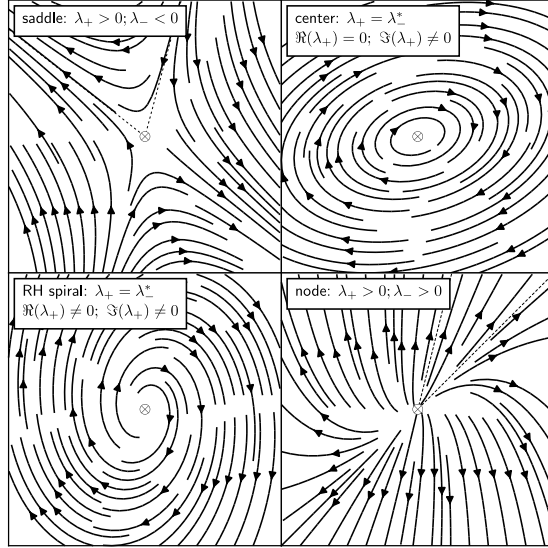 saddle: λ₊ > 0; λ₋ < 0
center: λ₊ = λ₋*
ℜ(λ₊) = 0; ℑ(λ₊) ≠ 0
RH spiral: λ₊ = λ₋*
ℜ(λ₊) ≠ 0; ℑ(λ₊) ≠ 0
node: λ₊ > 0; λ₋ > 0